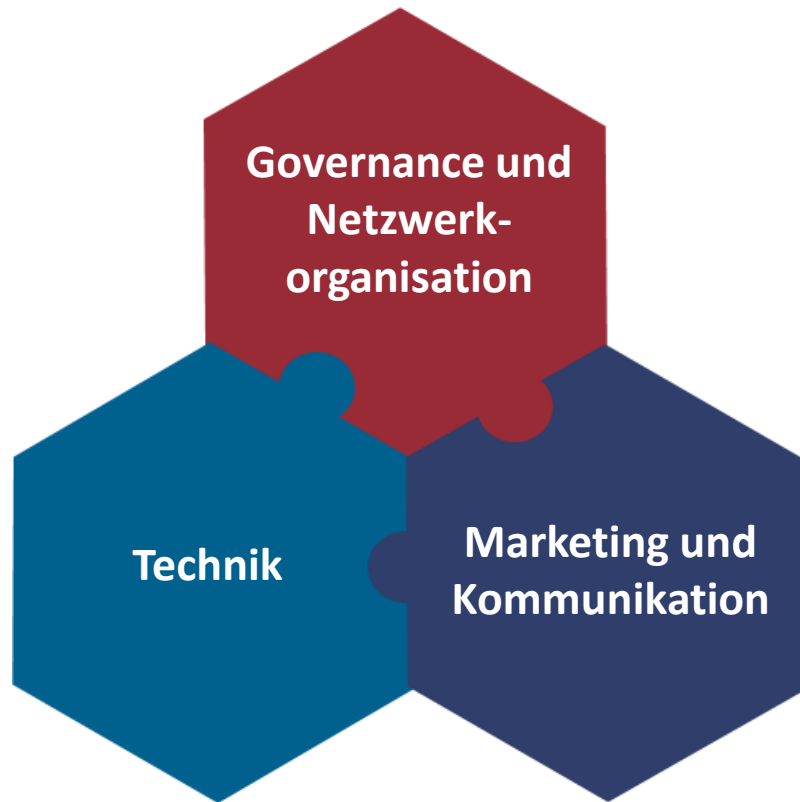 Governance und
Netzwerk-
organisation
Technik
Marketing und
Kommunikation